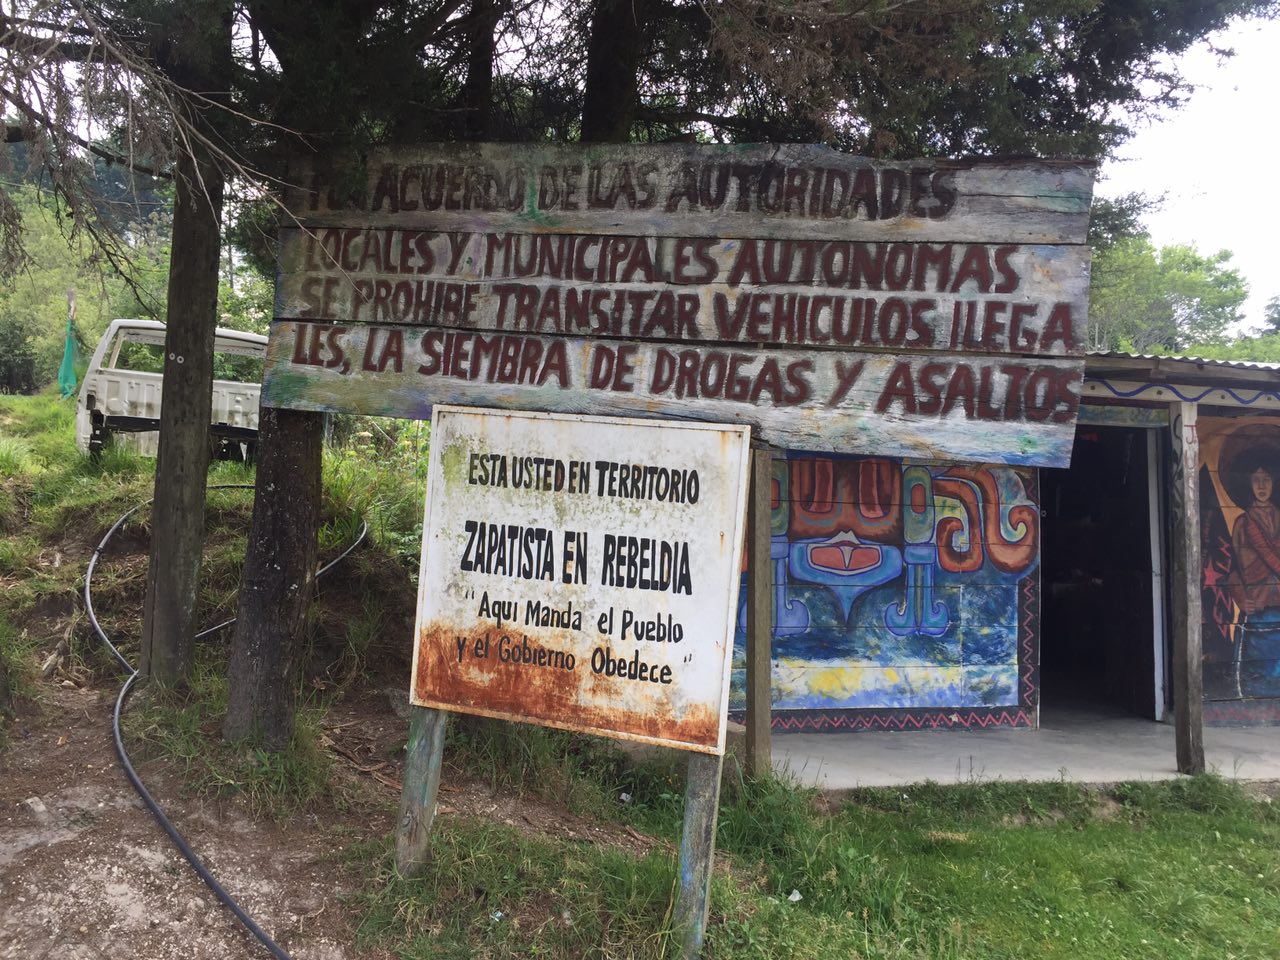 ACUERDO DE LAS AUTORIDADES
LOCALES Y MUNICIPALES AUTONOMAS
SE PROHIBE TRANSITAR VEHICULOS ILEGA
LES, LA SIEMBRA DE DROGAS Y ASALTOS
ESTA USTED EN TERRITORIO
ZAPATISTA EN REBELDIA
"Aqui Manda el Pueblo
y el Gobierno Obedece"